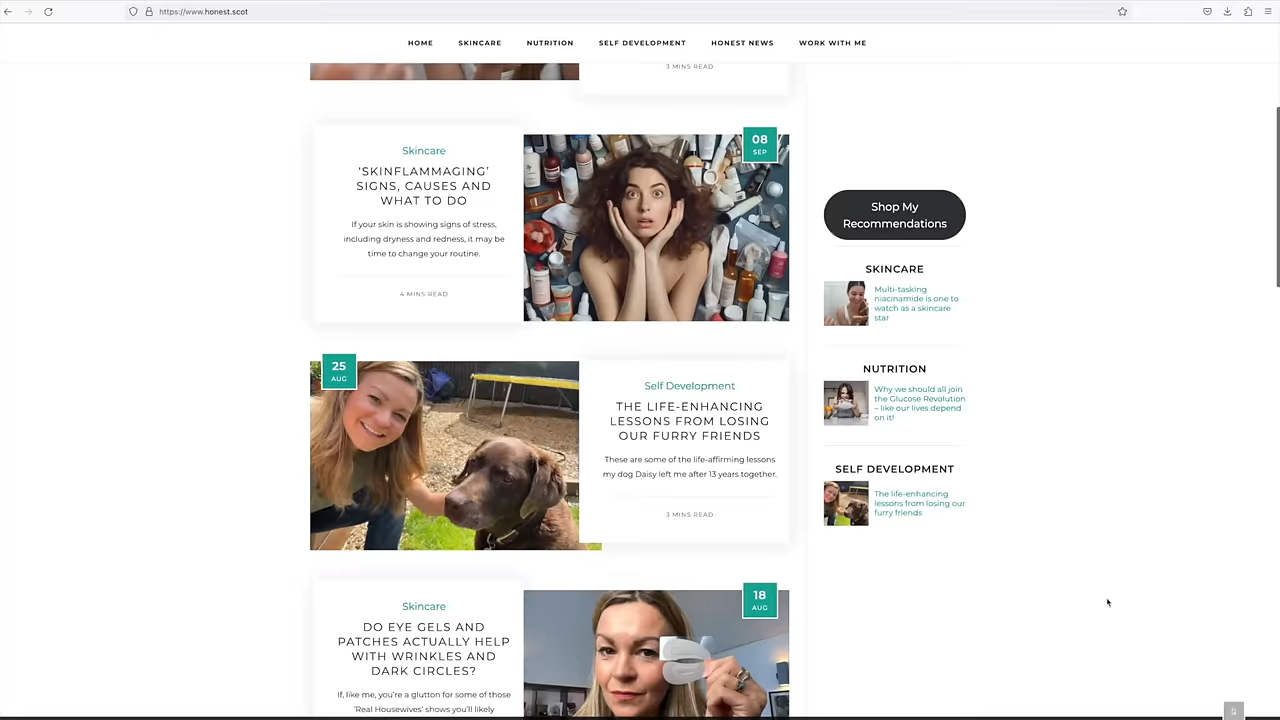 https://www.honest.scot
HOME
SKINCARE
NUTRITION
SELF DEVELOPMENT
HONEST NEWS
WORK WITH ME
3 MINS READ
Skincare
'SKINFLAMMAGING'
SIGNS, CAUSES AND
WHAT TO DO
If your skin is showing signs of stress,
including dryness and redness, it may be
time to change your routine.
4 MINS READ
08
SEP
25
AUG
Self Development
THE LIFE-ENHANCING
LESSONS FROM LOSING
OUR FURRY FRIENDS
These are some of the life-affirming lessons
my dog Daisy left me after 13 years together.
3 MINS READ
Skincare
DO EYE GELS AND
PATCHES ACTUALLY HELP
WITH WRINKLES AND
DARK CIRCLES?
If, like me, you're a glutton for some of those
'Real Housewives' shows you'll likely
18
AUG
Shop My
Recommendations
SKINCARE
Multi-tasking
niacinamide is one to
watch as a skincare
star
NUTRITION
Why we should all join
the Glucose Revolution
– like our lives depend
on it!
SELF DEVELOPMENT
The life-enhancing
lessons from losing our
furry friends